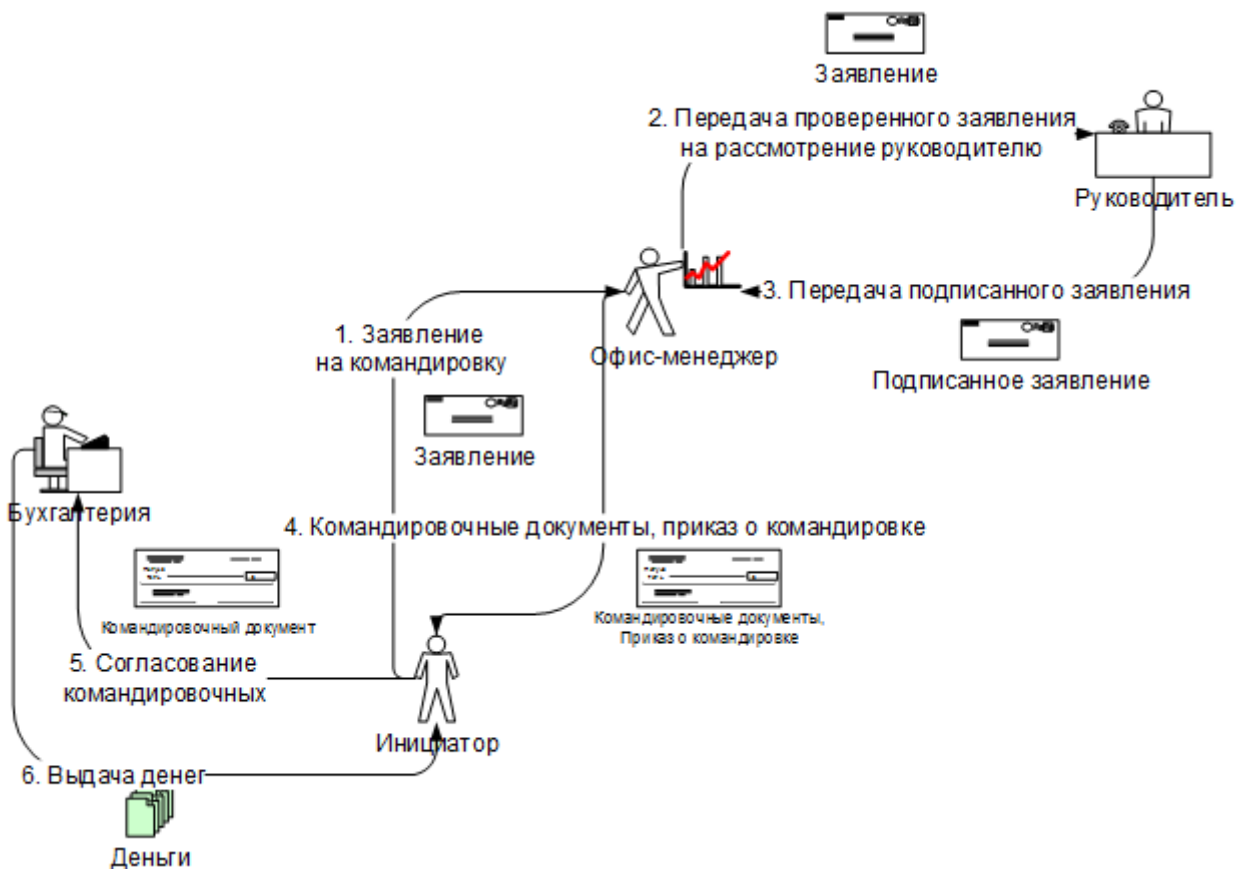 Заявление
2. Передача проверенного заявления
на рассмотрение руководителю
Руководитель
3. Передача подписанного заявления
Подписанное заявление
Офис-менеджер
1. Заявление
на командировку
Заявление
Бухгалтерия
4. Командировочные документы, приказ о командировке
Командировочный документ
Командировочные документы,
Приказ о командировке
5. Согласование
командировочных
Инициатор
6. Выдача денег
Деньги